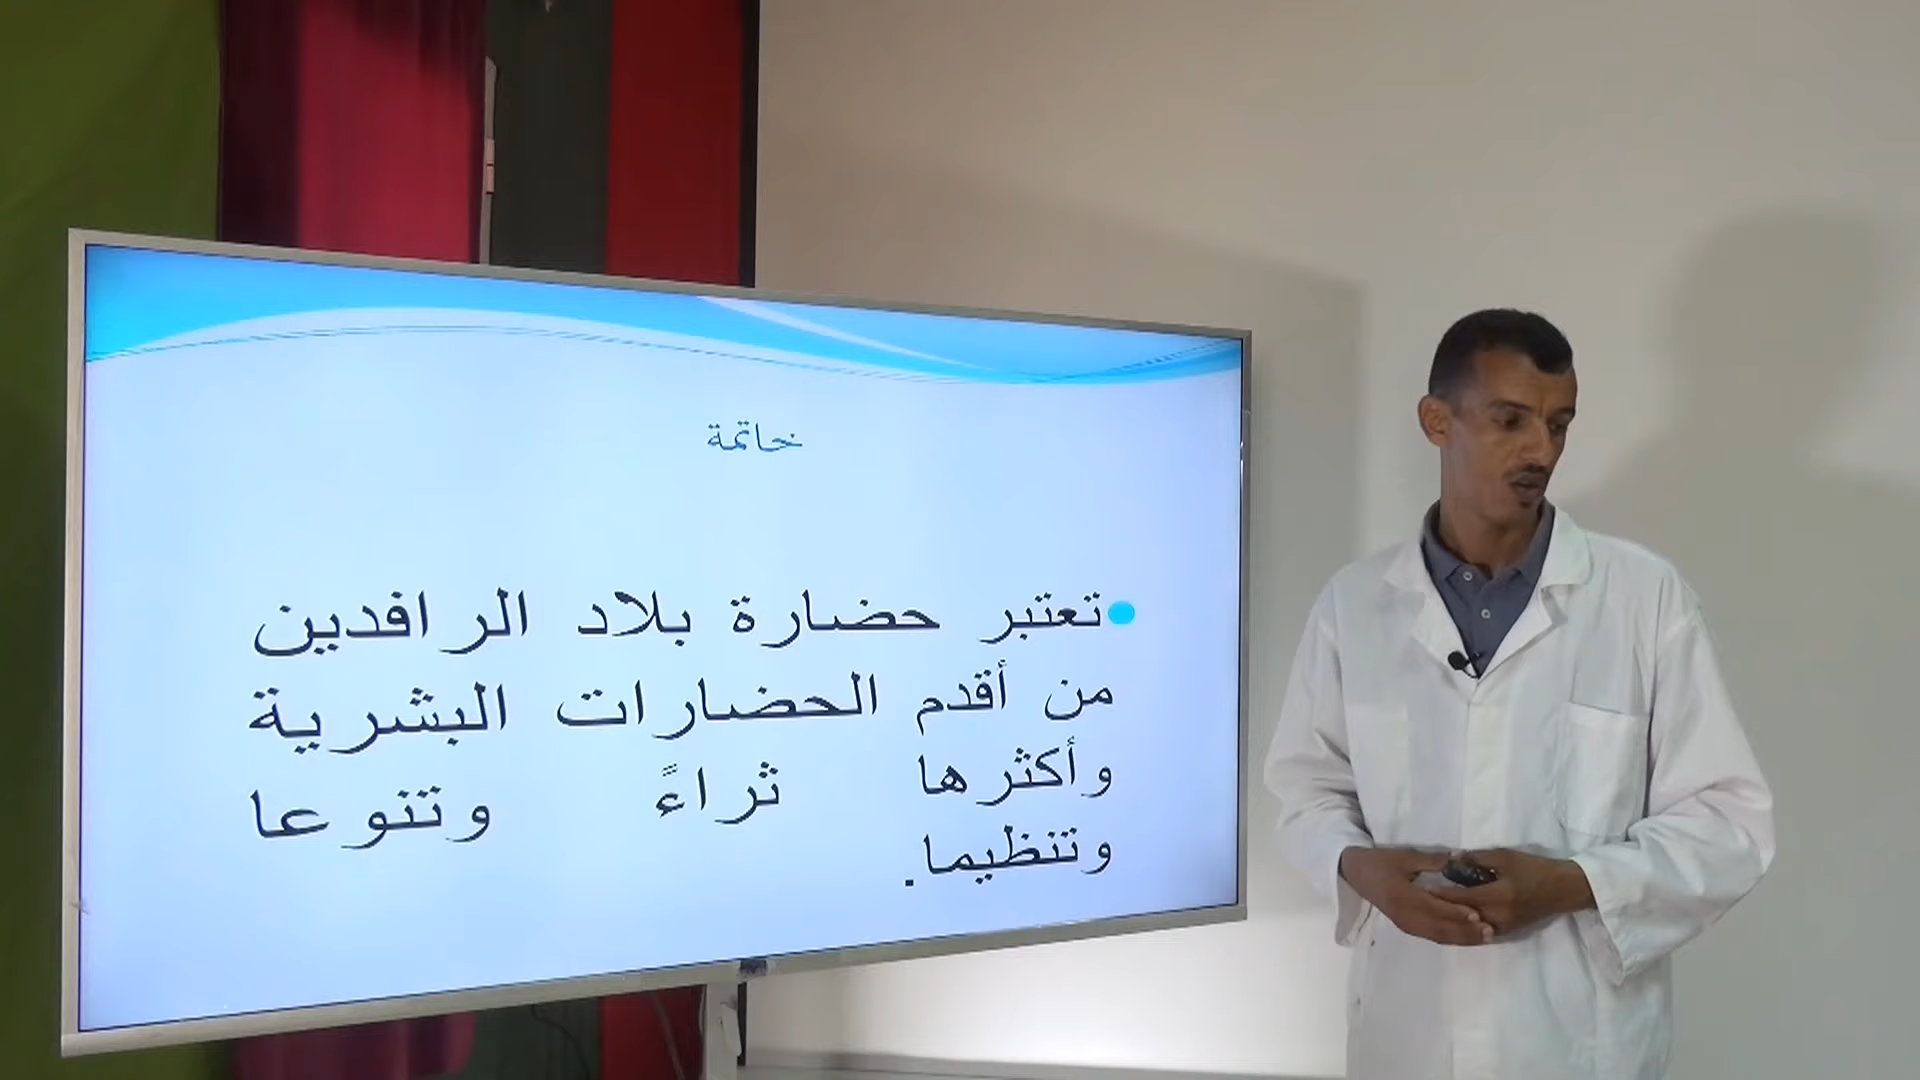 خاتمة
تعتبر حضارة بلاد الرافدين
من أقدم الحضارات البشرية
وأكثرها ثراءً وتنوعا
وتنظيما.